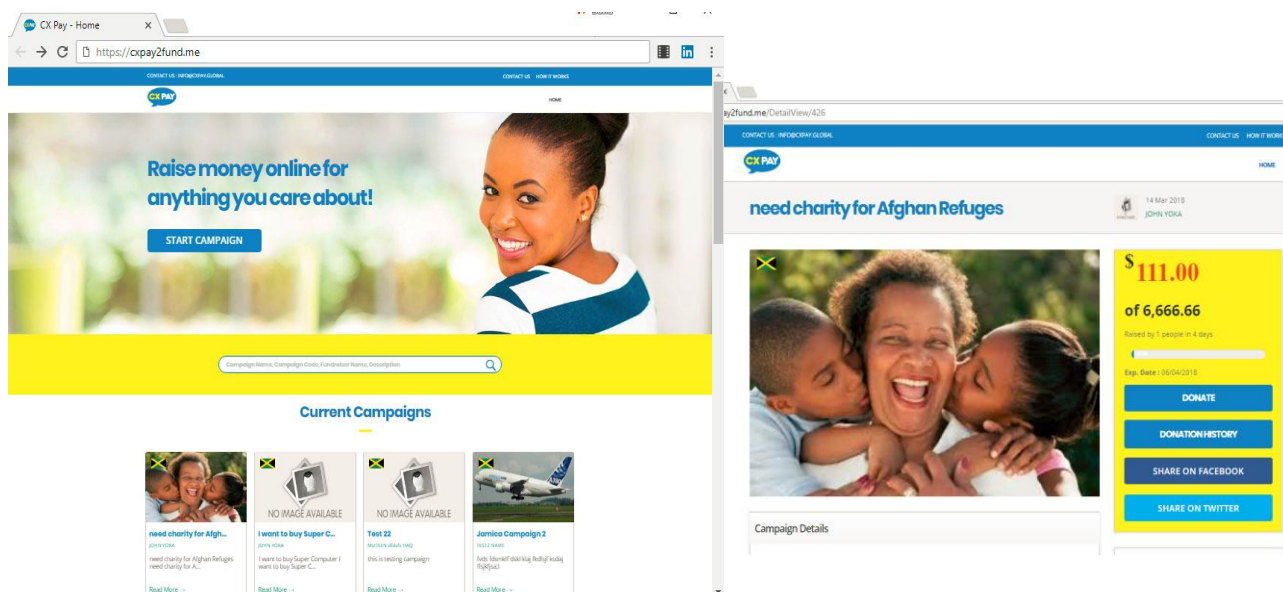 CX Pay - Home
https://cxpay2fund.me
CONTACT US : INFO@CXPAY.GLOBAL
CONTACT US HOW IT WORKS
CX PAY
HOME
Raise money online for
anything you care about!
START CAMPAIGN
Campaign Name, Campaign Code, Fundraiser Name, Description
Current Campaigns
NO IMAGE AVAILABLE
NO IMAGE AVAILABLE
need charity for Afgh...
JOHN YOKA
need charity for Afghan Refuges
need charity for A...
Read More →
I want to buy Super C...
JOHN YOKA
I want to buy Super Computer I
want to buy Super C...
Read More →
Test 22
this is testing campaign
Read More →
Jamica Campaign 2
TEST2 NAME
Read More →
ay2fund.me/DetailView/426
CONTACT US : INFO@CXPAY.GLOBAL
CONTACT US HOW IT WORKS
CX PAY
HOME
need charity for Afghan Refuges
14 Mar 2018
JOHN YOKA
$111.00
of 6,666.66
Raised by 1 people in 4 days
Exp. Date : 06/04/2018
DONATE
DONATION HISTORY
SHARE ON FACEBOOK
SHARE ON TWITTER
Campaign Details